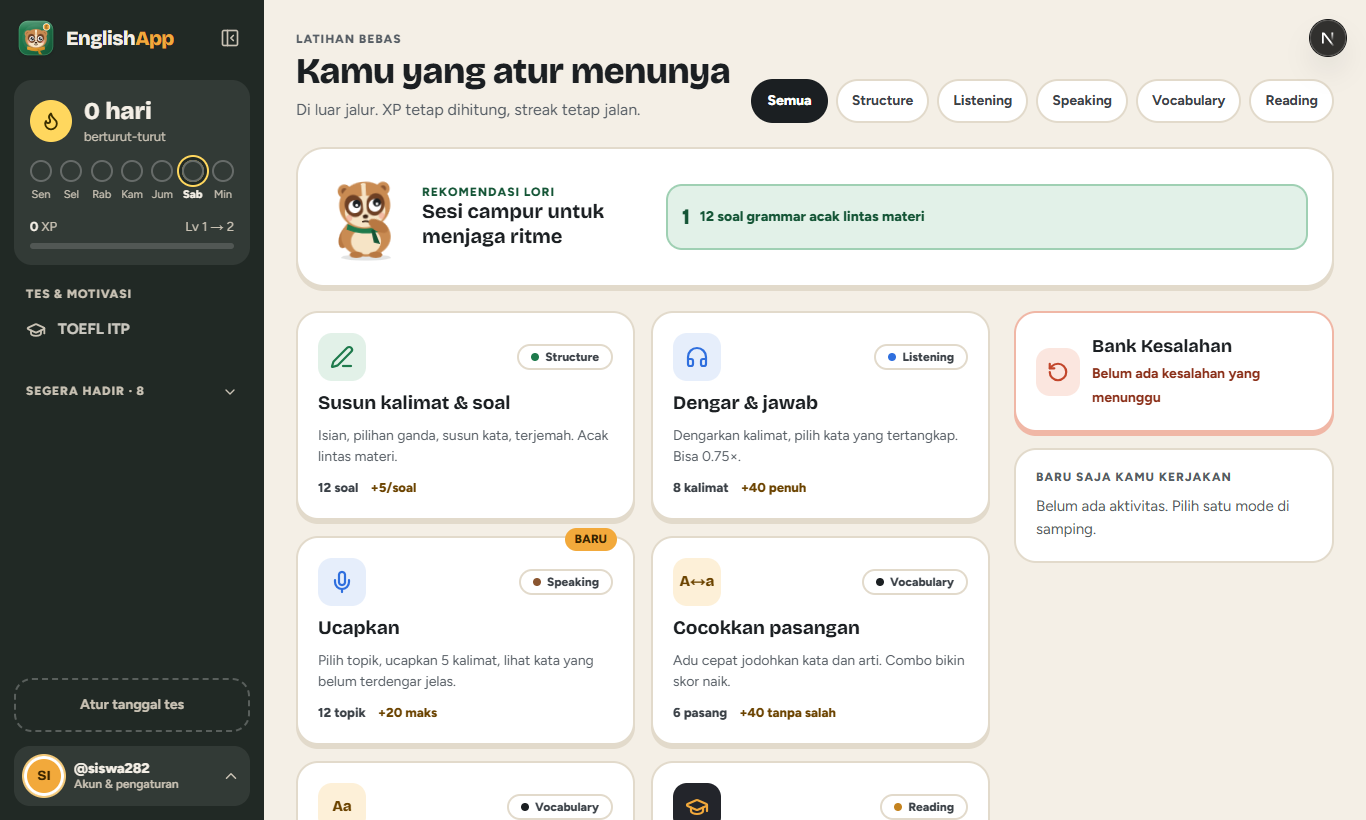 EnglishApp
0 hari
berturut-turut
Sen Sel Rab Kam Jum Sab Min
0 XP Lv 1 → 2
TES & MOTIVASI
TOEFL ITP
SEGERA HADIR · 8
Atur tanggal tes
SI
@siswa282
Akun & pengaturan
LATIHAN BEBAS
Kamu yang atur menunya
Di luar jalur. XP tetap dihitung, streak tetap jalan.
Semua Structure Listening Speaking Vocabulary Reading
N
REKOMENDASI LORI
Sesi campur untuk
menjaga ritme
1 12 soal grammar acak lintas materi
Structure
Susun kalimat & soal
Isian, pilihan ganda, susun kata, terjemah. Acak
lintas materi.
12 soal +5/soal
Listening
Dengar & jawab
Dengarkan kalimat, pilih kata yang tertangkap.
Bisa 0.75×.
8 kalimat +40 penuh
BARU
Speaking
Ucapkan
Pilih topik, ucapkan 5 kalimat, lihat kata yang
belum terdengar jelas.
12 topik +20 maks
A↔a
Vocabulary
Cocokkan pasangan
Adu cepat jodohkan kata dan arti. Combo bikin
skor naik.
6 pasang +40 tanpa salah
Aa
Vocabulary
Reading
Bank Kesalahan
Belum ada kesalahan yang
menunggu
BARU SAJA KAMU KERJAKAN
Belum ada aktivitas. Pilih satu mode di
samping.